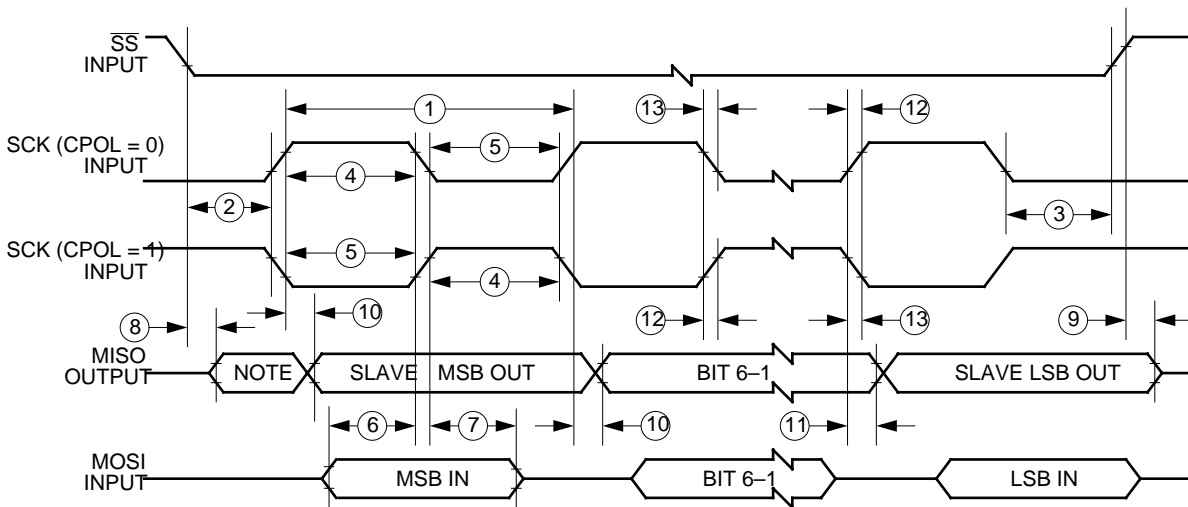 SS
INPUT
1
13
12
SCK (CPOL = 0)
INPUT
5
4
2
3
SCK (CPOL = 1)
INPUT
5
4
8
10
12
13
9
MISO
OUTPUT
NOTE
SLAVE MSB OUT
BIT 6–1
SLAVE LSB OUT
6
7
10
11
MOSI
INPUT
MSB IN
BIT 6–1
LSB IN